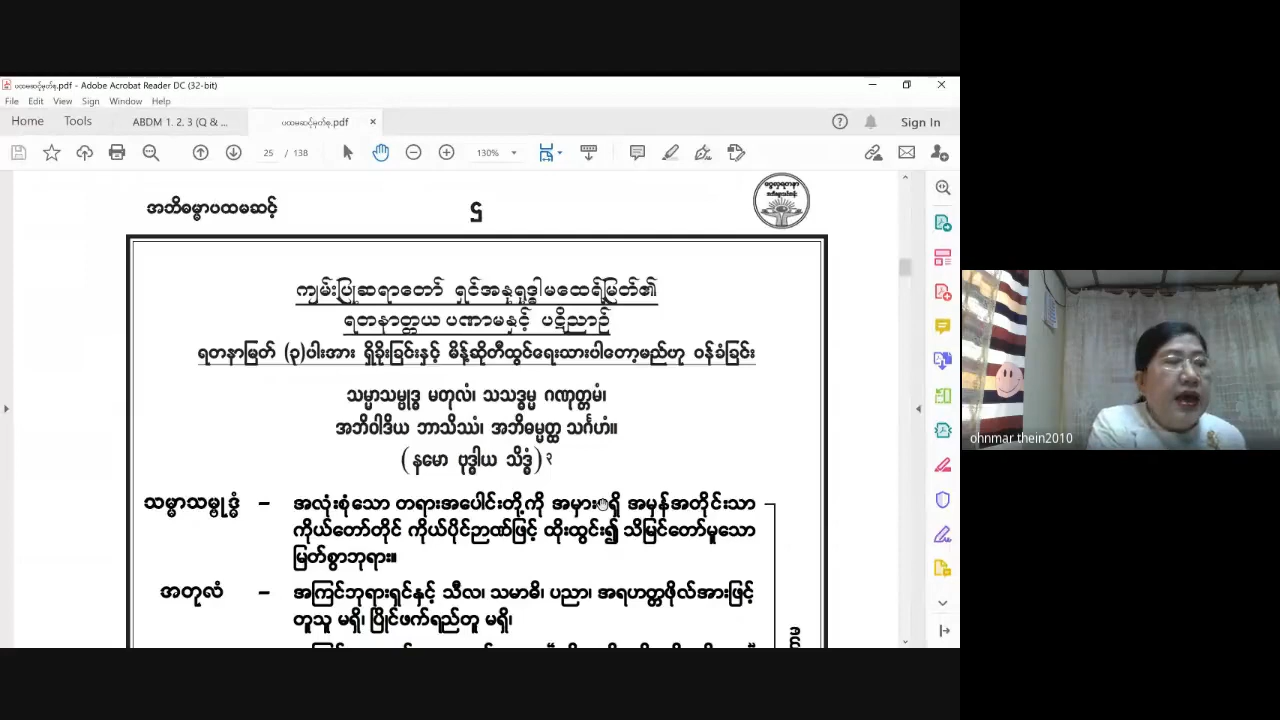 ပထမဆင့်မှတ်စု.pdf - Adobe Acrobat Reader DC (32-bit)
File Edit View Sign Window Help
Home Tools ABDM 1. 2. 3 (Q & ... ပထမဆင့်မှတ်စု.pdf × Sign In
25 / 138 130%
အဘိဓမ္မာပထမဆင့် ၄
ကျမ်းပြုဆရာတော် ရှင်အနုရုဒ္ဓါမထေရ်မြတ်၏
ရတနာတ္တယ ပဏာမနှင့် ပဋိညာဉ်
ရတနာမြတ် (၃)ပါးအား ရှိခိုးခြင်းနှင့် မိန့်ဆိုတီထွင်ရေးသားပါတော့မည်ဟု ဝန်ခံခြင်း
သမ္မာသမ္ဗုဒ္ဓ မတုလံ၊ သသဒ္ဓမ္မ ဂဏုတ္တမံ၊
အဘိဝါဒိယ ဘာသိဿံ၊ အဘိဓမ္မတ္ထ သင်္ဂဟံ။
(နမော ဗုဒ္ဓါယ သိဒ္ဓံ) ၃
သမ္မာသမ္ဗုဒ္ဓံ – အလုံးစုံသော တရားအပေါင်းတို့ကို အမှားမရှိ အမှန်အတိုင်းသာ
ကိုယ်တော်တိုင် ကိုယ်ပိုင်ဉာဏ်ဖြင့် ထိုးထွင်း၍ သိမြင်တော်မူသော
မြတ်စွာဘုရား။
အတုလံ – အကြင်ဘုရားရှင်နှင့် သီလ၊ သမာဓိ၊ ပညာ၊ အရဟတ္တဖိုလ်အားဖြင့်
တူသူ မရှိ၊ ပြိုင်ဖက်ရည်တူ မရှိ၊
ohnmar thein2010